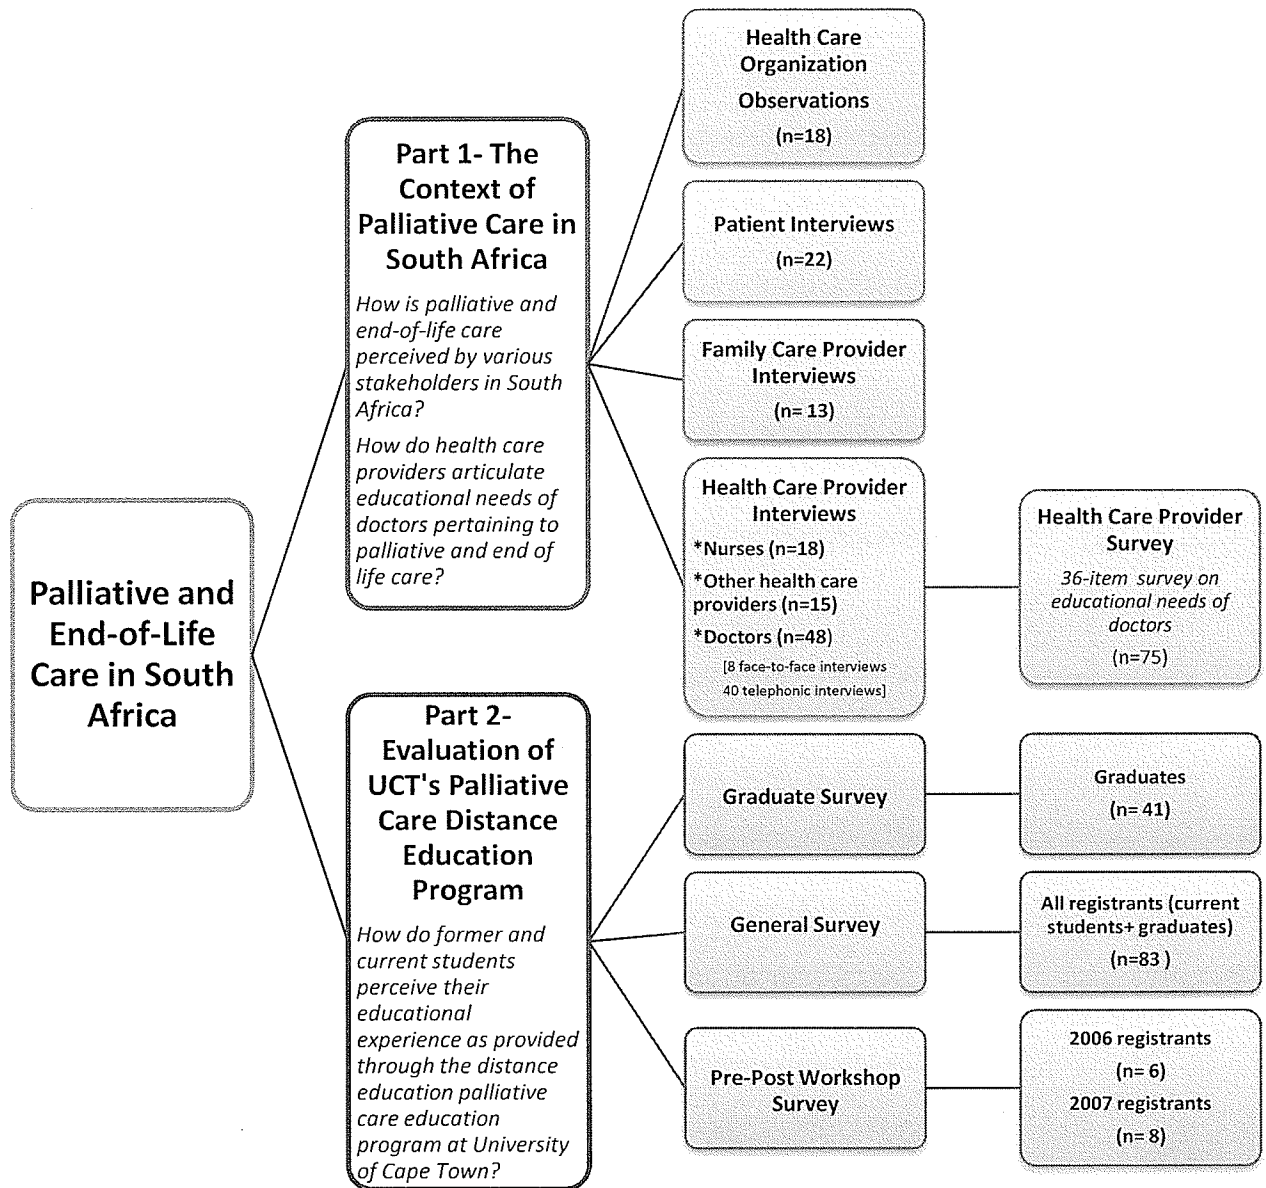 Palliative and
End-of-Life
Care in South
Africa
Part 1- The
Context of
Palliative Care in
South Africa
How is palliative and
end-of-life care
perceived by various
stakeholders in South
Africa?
How do health care
providers articulate
educational needs of
doctors pertaining to
palliative and end of
life care?
Health Care
Organization
Observations
(n=18)
Patient Interviews
(n=22)
Family Care Provider
Interviews
(n= 13)
Health Care Provider
Interviews
*Nurses (n=18)
*Other health care
providers (n=15)
*Doctors (n=48)
[8 face-to-face interviews
40 telephonic interviews]
Health Care Provider
Survey
36-item survey on
educational needs of
doctors
(n=75)
Part 2-
Evaluation of
UCT's Palliative
Care Distance
Education
Program
How do former and
current students
perceive their
educational
experience as provided
through the distance
education palliative
care education
program at University
of Cape Town?
Graduate Survey
Graduates
(n= 41)
General Survey
All registrants (current
students+ graduates)
(n=83 )
Pre-Post Workshop
Survey
2006 registrants
(n= 6)
2007 registrants
(n= 8)